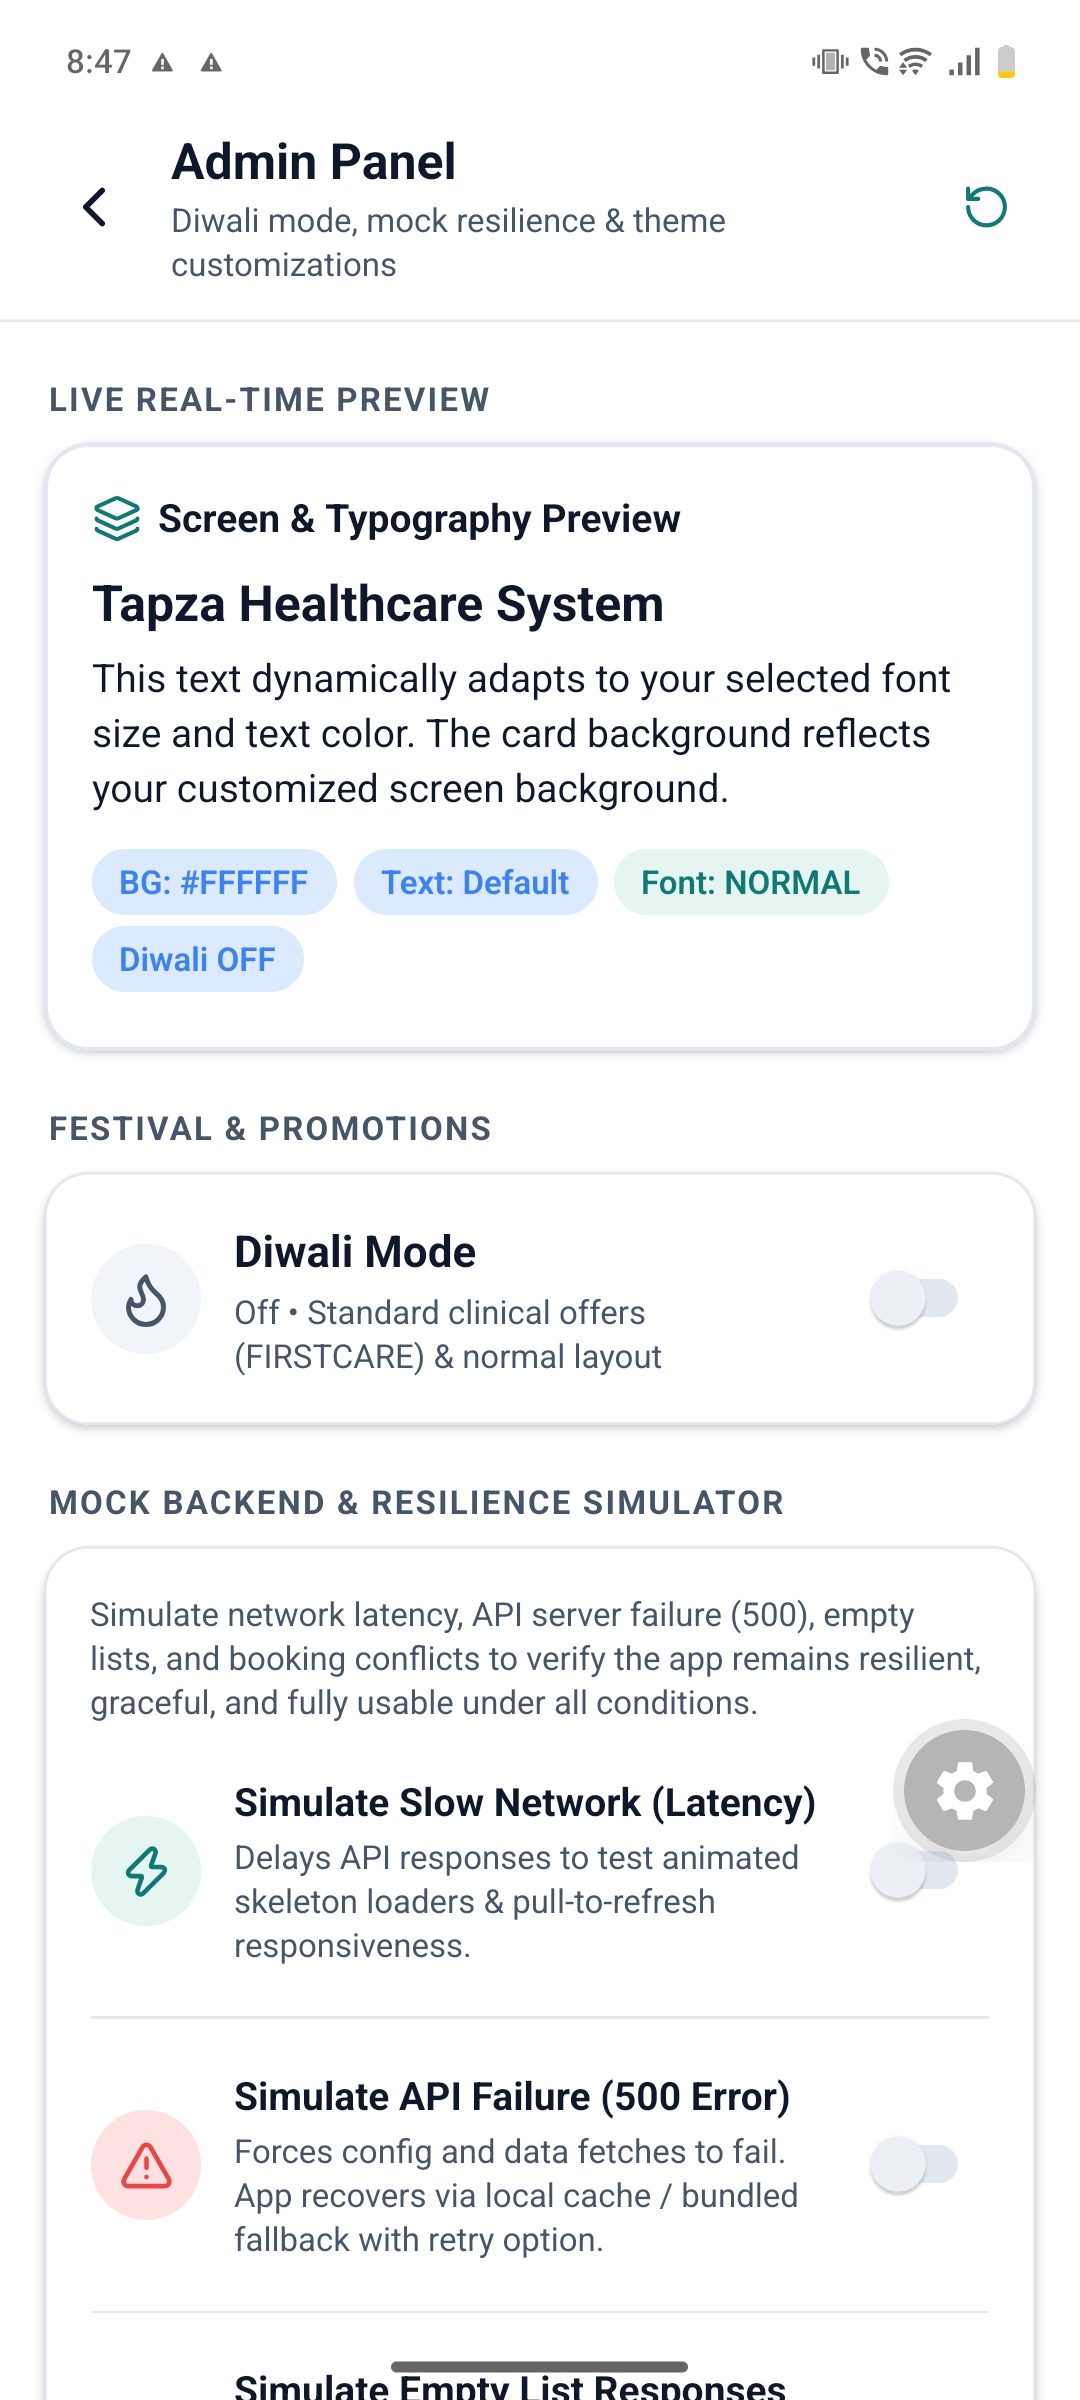 8:47
Admin Panel
Diwali mode, mock resilience & theme
customizations
LIVE REAL-TIME PREVIEW
Screen & Typography Preview
Tapza Healthcare System
This text dynamically adapts to your selected font
size and text color. The card background reflects
your customized screen background.
BG: #FFFFFF Text: Default Font: NORMAL
Diwali OFF
FESTIVAL & PROMOTIONS
Diwali Mode
Off • Standard clinical offers
(FIRSTCARE) & normal layout
MOCK BACKEND & RESILIENCE SIMULATOR
Simulate network latency, API server failure (500), empty
lists, and booking conflicts to verify the app remains resilient,
graceful, and fully usable under all conditions.
Simulate Slow Network (Latency)
Delays API responses to test animated
skeleton loaders & pull-to-refresh
responsiveness.
Simulate API Failure (500 Error)
Forces config and data fetches to fail.
App recovers via local cache / bundled
fallback with retry option.
Simulate Empty List Responses